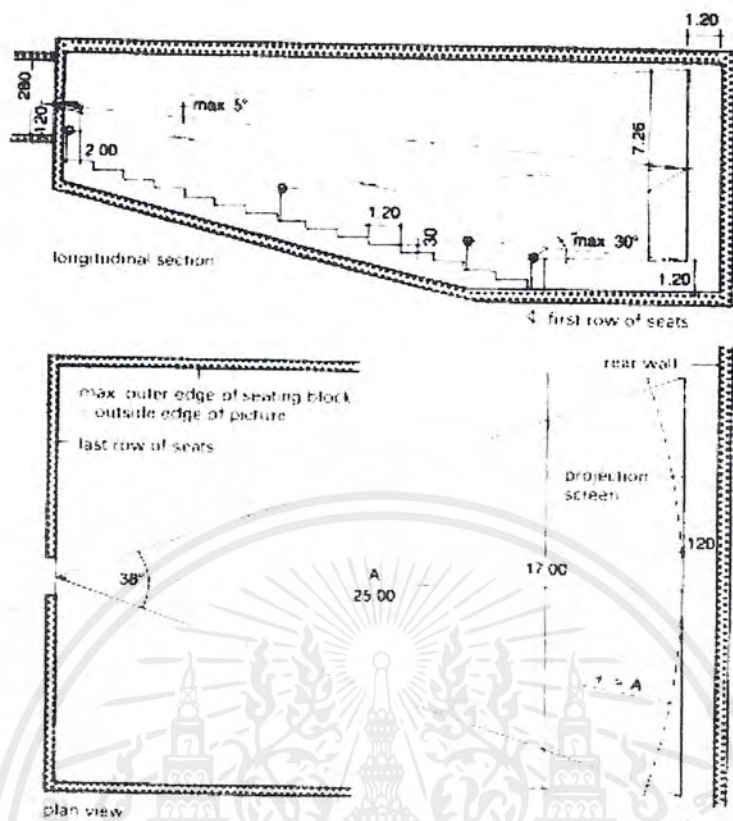 1.20
280
120
max 5°
2.00
7.26
1.20
30
max 30°
1.20
longitudinal section
first row of seats
rear wall
max outer edge of seating block
outside edge of picture
last row of seats
projection
screen
38°
A
25.00
17.00
120
A
plan view